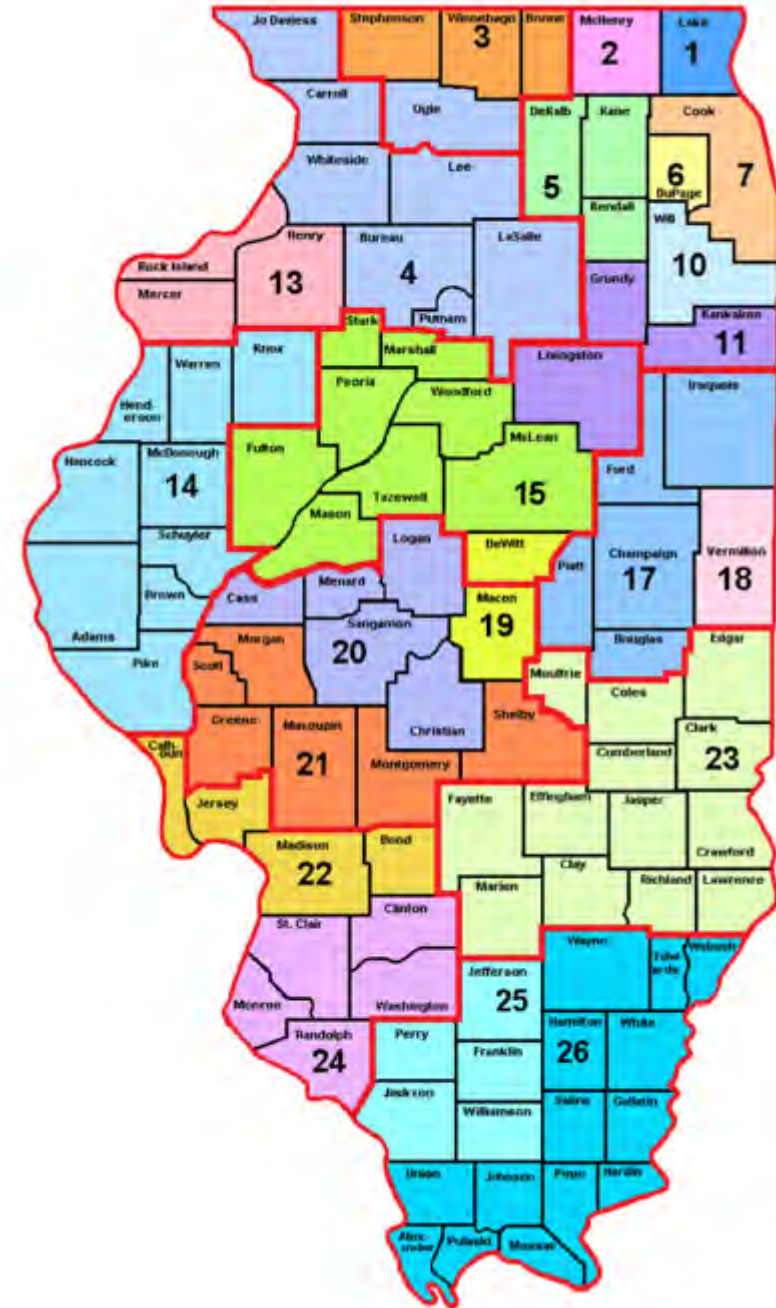 Jo Daviess
Stephenson
Winnebago
Boone
McHenry
Lake
3
2
1
Carroll
Ogle
DeKalb
Kane
Cook
Whiteside
Lee
5
6
DuPage
7
Kendall
Will
Rock Island
Henry
Bureau
LaSalle
10
Mercer
13
4
Putnam
Grundy
Kankakee
11
Stark
Marshall
Livingston
Warren
Knox
Peoria
Woodford
Iroquois
Hend-
erson
Hancock
McDonough
Fulton
McLean
Ford
14
Tazewell
15
Mason
Schuyler
Logan
DeWitt
Champaign
Vermilion
Brown
Cass
Menard
Piatt
17
18
Adams
Sangamon
Macon
19
Pike
Morgan
20
Douglas
Edgar
Scott
Moultrie
Coles
Greene
Macoupin
Christian
Shelby
Clark
Calh-
oun
21
Montgomery
Cumberland
23
Jersey
Fayette
Effingham
Jasper
Madison
Bond
Crawford
22
Clay
Marion
Richland
Lawrence
Clinton
St. Clair
Wayne
Edw
ards
Wabash
Jefferson
Monroe
Washington
25
Randolph
Perry
Hamilton
White
24
Franklin
26
Jackson
Williamson
Saline
Gallatin
Union
Johnson
Pope
Hardin
Alex-
ander
Pulaski
Massac